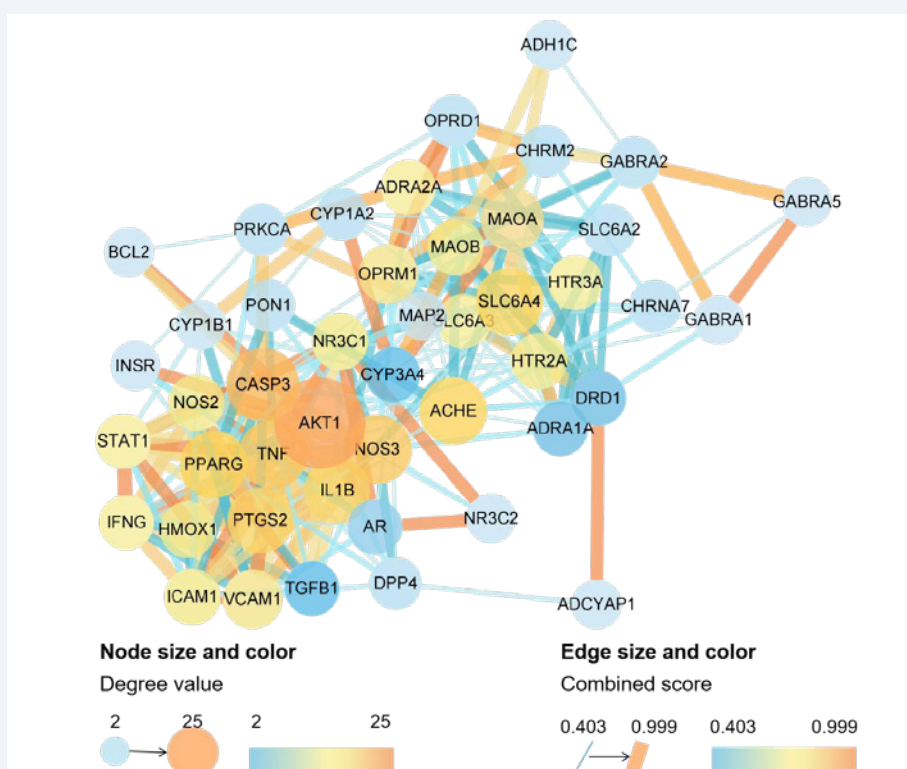 ADH1C
OPRD1
CHRM2
GABRA2
ADRA2A
GABRA5
CYP1A2
MAOA
PRKCA
SLC6A2
MAOB
BCL2
OPRM1
HTR3A
PON1
SLC6A4
CHRNA7
MAP2
SLC6A3
GABRA1
CYP1B1
NR3C1
HTR2A
INSR
CYP3A4
CASP3
DRD1
NOS2
ACHE
AKT1
ADRA1A
STAT1
TNF
NOS3
PPARG
IL1B
NR3C2
IFNG
HMOX1
PTGS2
AR
ICAM1
VCAM1
TGFB1
DPP4
ADCYAP1
Node size and color
Degree value
2 25 2 25
Edge size and color
Combined score
0.403 0.999 0.403 0.999